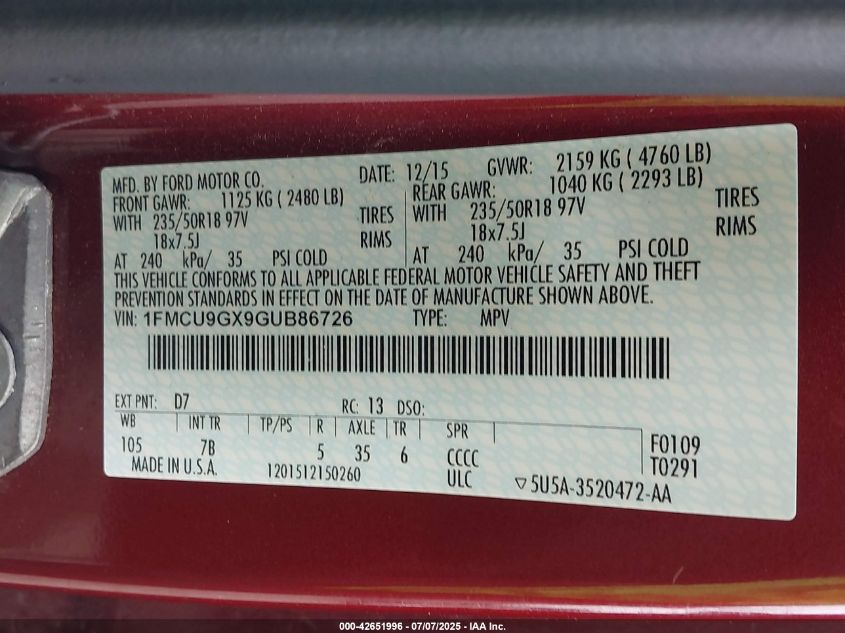 MFD. BY FORD MOTOR CO. DATE: 12/15 GVWR: 2159 KG ( 4760 LB)
FRONT GAWR: 1125 KG ( 2480 LB) REAR GAWR: 1040 KG ( 2293 LB)
WITH 235/50R18 97V TIRES WITH 235/50R18 97V TIRES
18x7.5J RIMS 18x7.5J RIMS
AT 240 kPa/ 35 PSI COLD AT 240 kPa/ 35 PSI COLD
THIS VEHICLE CONFORMS TO ALL APPLICABLE FEDERAL MOTOR VEHICLE SAFETY AND THEFT
PREVENTION STANDARDS IN EFFECT ON THE DATE OF MANUFACTURE SHOWN ABOVE.
VIN: 1FMCU9GX9GUB86726 TYPE: MPV
EXT PNT: D7 RC: 13 DSO:
WB INT TR TP/PS R AXLE TR SPR
105 7B 5 35 6 CCCC F0109
MADE IN U.S.A. 1201512150260 ULC T0291
5U5A-3520472-AA
000-42651996 - 07/07/2025 - IAA Inc.